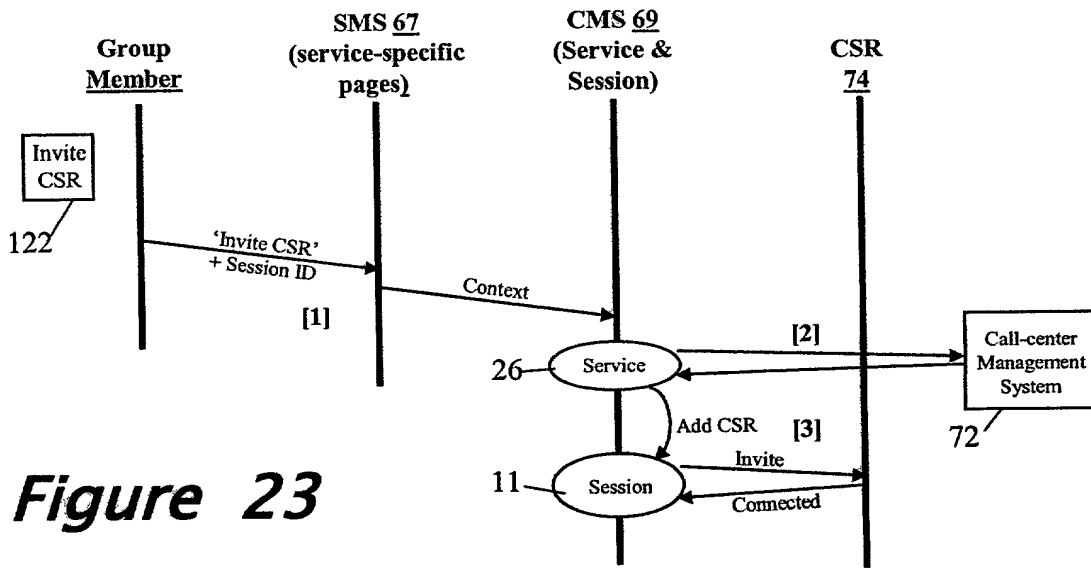 Group
Member
SMS 67
(service-specific
pages)
CMS 69
(Service &
Session)
CSR
74
Invite
CSR
122
'Invite CSR'
+ Session ID
[1]
Context
[2]
Call-center
Management
System
72
26
Service
Add CSR
[3]
11
Session
Invite
Connected
Figure 23